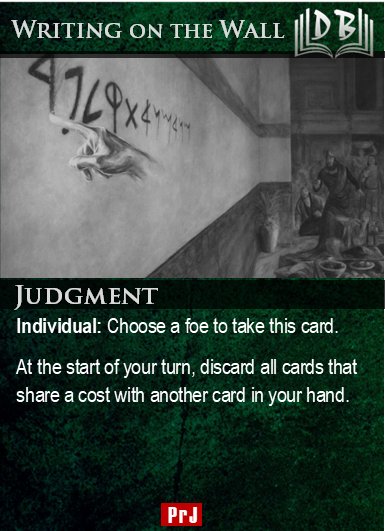 WRITING ON THE WALL
DB
JUDGMENT
Individual: Choose a foe to take this card.
At the start of your turn, discard all cards that
share a cost with another card in your hand.
PrJ